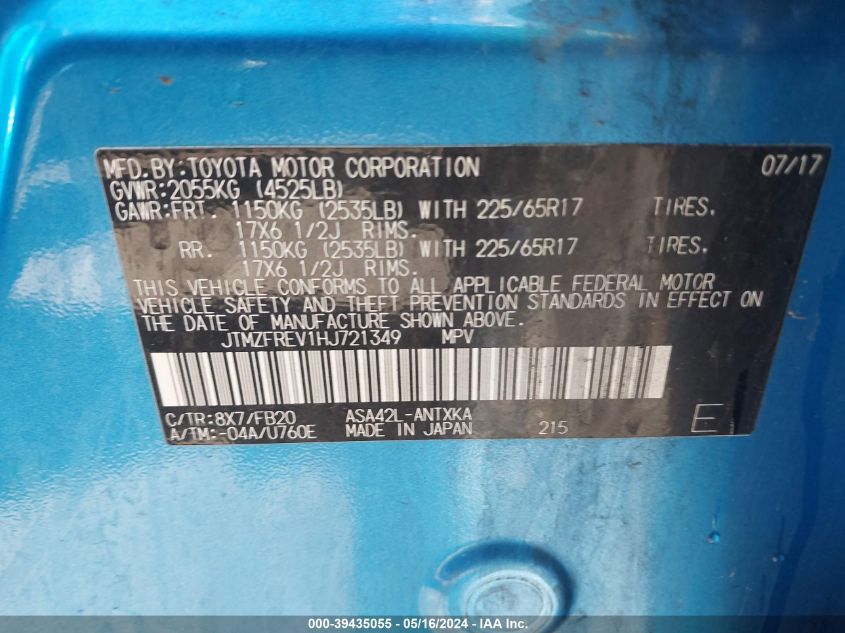 MFD.BY:TOYOTA MOTOR CORPORATION 07/17
GVWR:2055KG (4525LB)
GAWR:FRT. 1150KG (2535LB) WITH 225/65R17 TIRES.
17X6 1/2J RIMS.
RR. 1150KG (2535LB) WITH 225/65R17 TIRES.
17X6 1/2J RIMS.
THIS VEHICLE CONFORMS TO ALL APPLICABLE FEDERAL MOTOR
VEHICLE SAFETY AND THEFT PREVENTION STANDARDS IN EFFECT ON
THE DATE OF MANUFACTURE SHOWN ABOVE.
JTMZFREV1HJ721349 MPV
C/TR:8X7/FB20 ASA42L-ANTXKA
A/TM:-04A/U760E MADE IN JAPAN 215 E
000-39435055 - 05/16/2024 - IAA Inc.